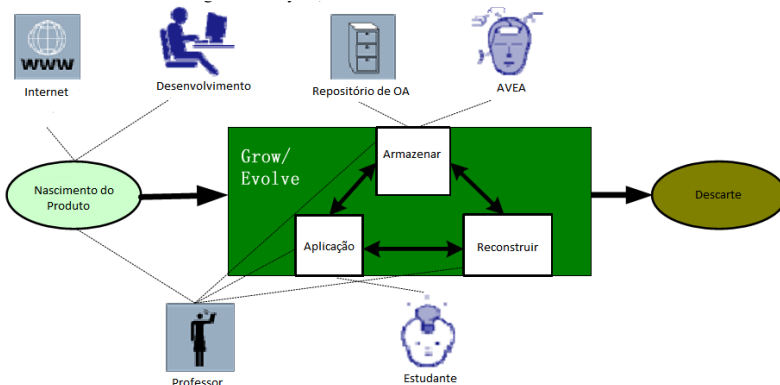 WWW
Internet
Desenvolvimento
Repositório de OA
AVEA
Grow/
Evolve
Armazenar
Nascimento do
Produto
Descarte
Aplicação
Reconstruir
Professor
Estudante